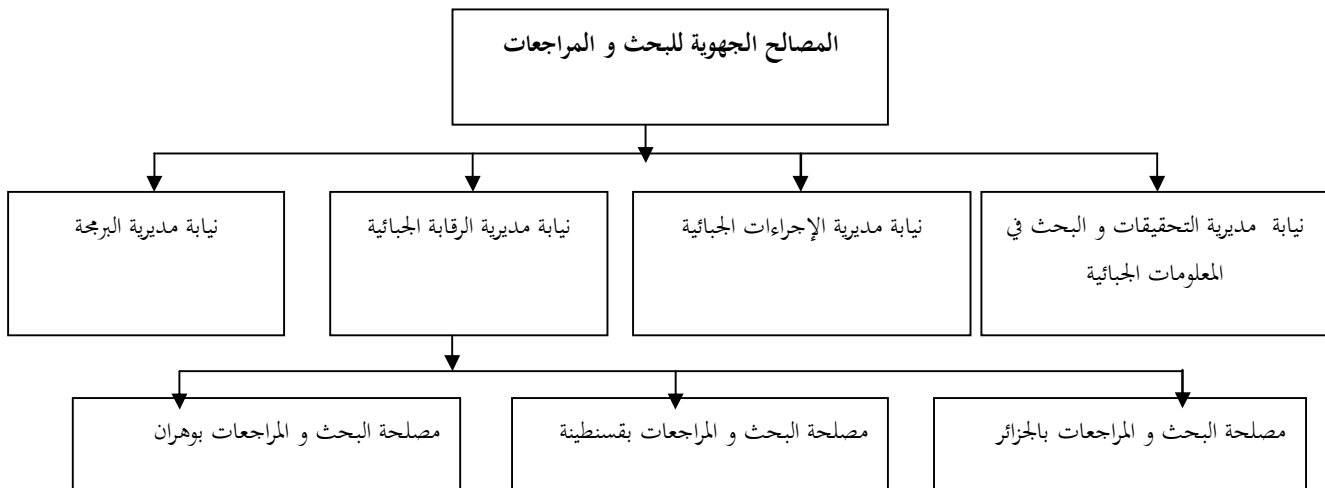 المصالح الجهوية للبحث و المراجعات
نيابة مديرية التحقيقات و البحث في
المعلومات الجبائية
نيابة مديرية الإجراءات الجبائية
نيابة مديرية الرقابة الجبائية
نيابة مديرية البرمجة
مصلحة البحث و المراجعات بالجزائر
مصلحة البحث و المراجعات بقسنطينة
مصلحة البحث و المراجعات بوهران